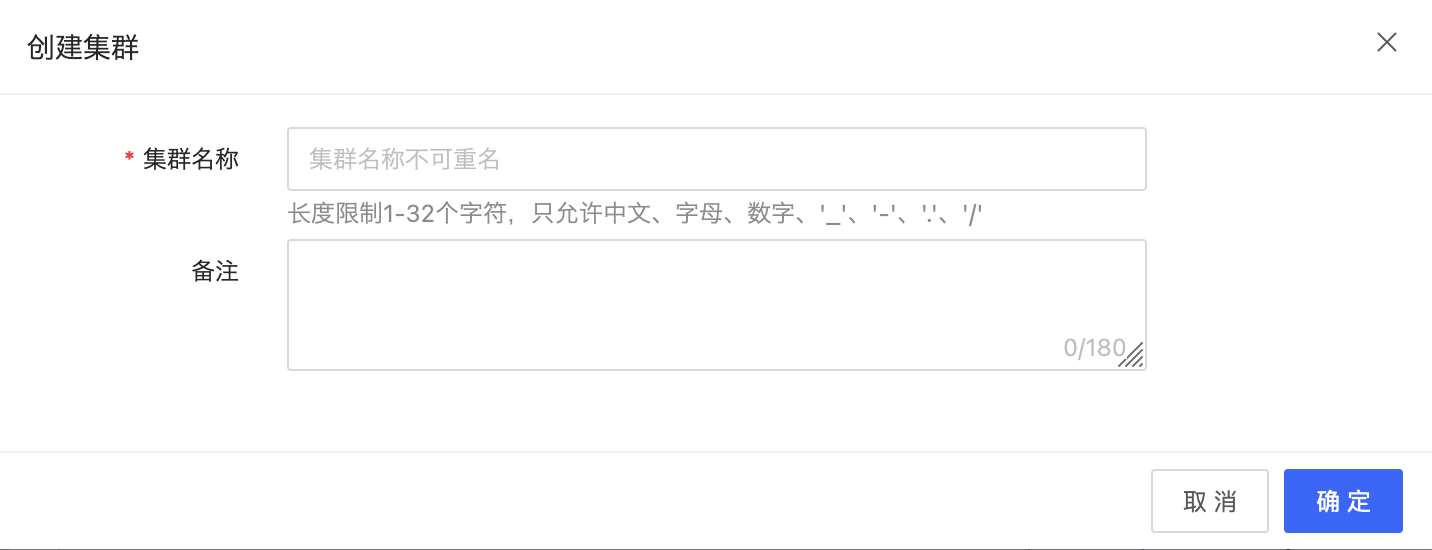 创建集群
* 集群名称
集群名称不可重名
长度限制1-32个字符，只允许中文、字母、数字、'_'、'-'、'.'、'/'
备注
0/180
取 消
确 定